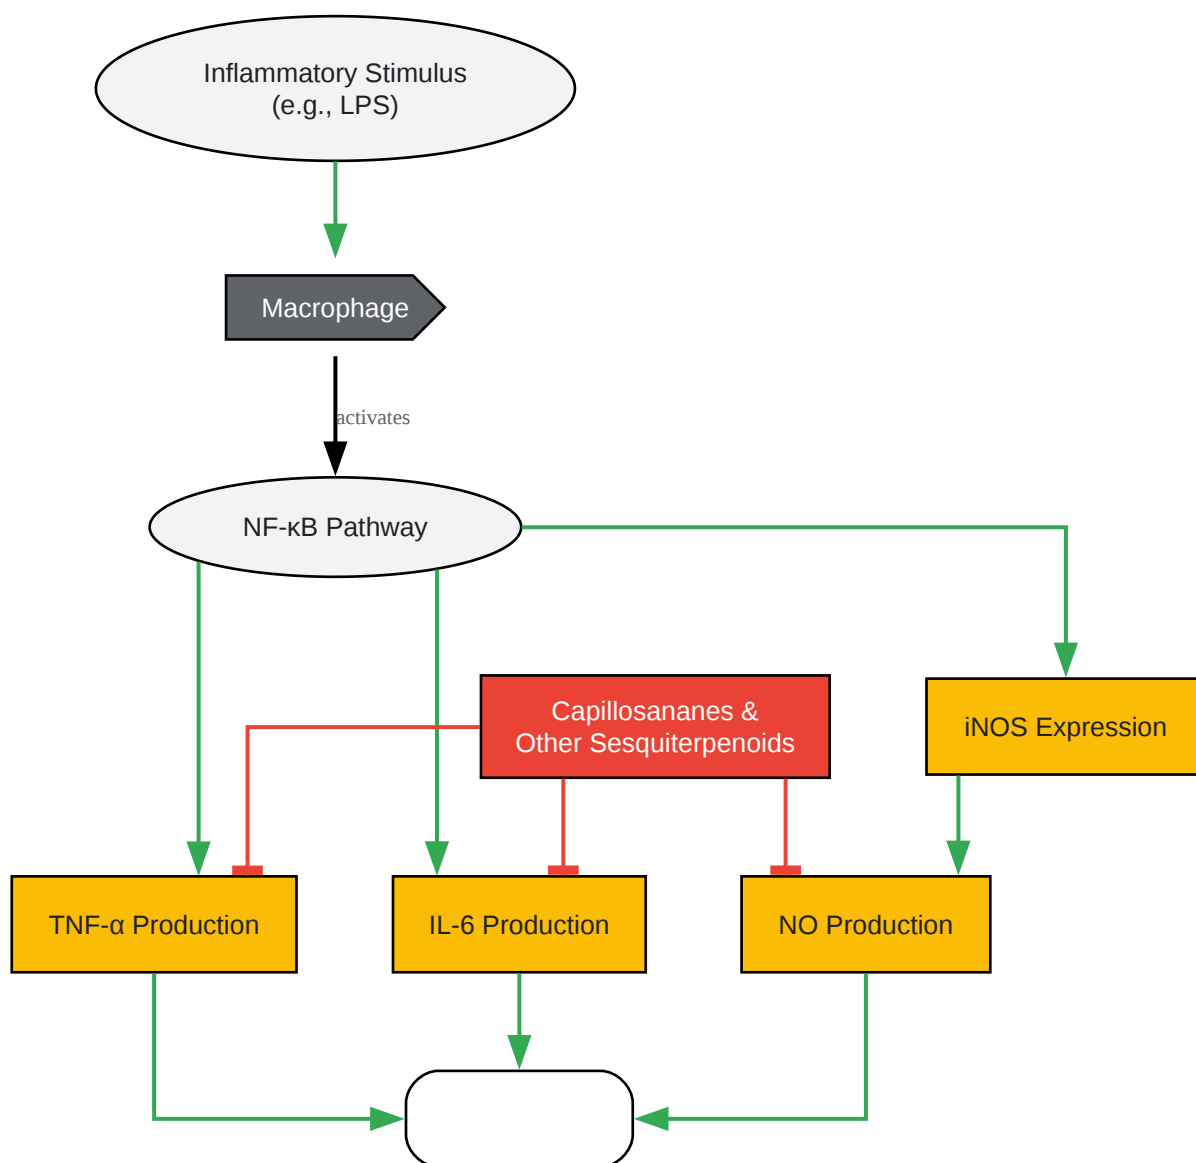 Inflammatory Stimulus
(e.g., LPS)
Macrophage
activates
NF-κB Pathway
Capillosananes &
Other Sesquiterpenoids
iNOS Expression
TNF-α Production
IL-6 Production
NO Production